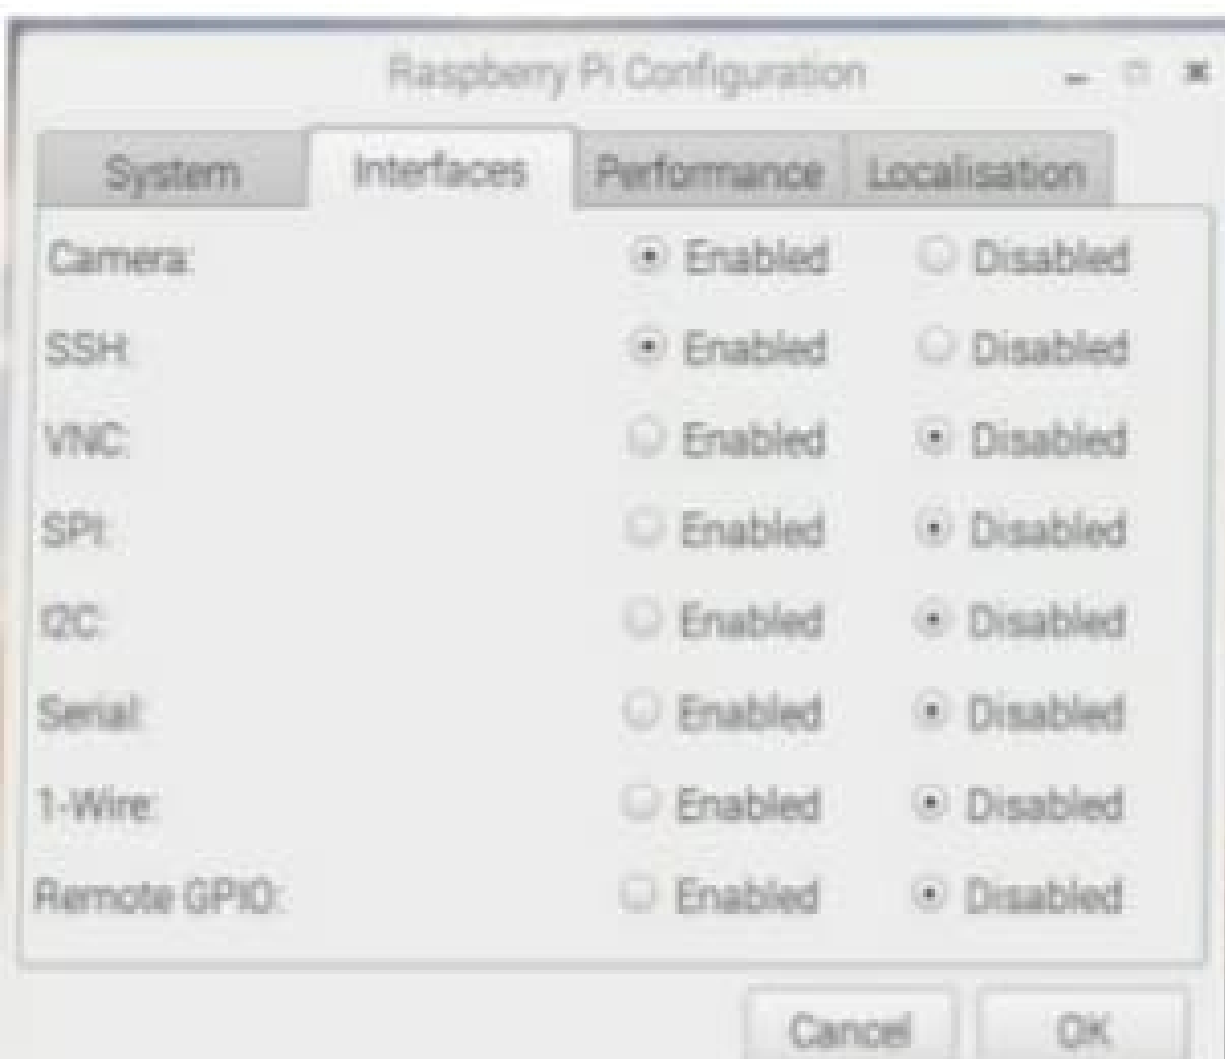 Raspberry Pi Configuration
System Interfaces Performance Localisation
Camera: Enabled Disabled
SSH: Enabled Disabled
VNC: Enabled Disabled
SPI: Enabled Disabled
I2C: Enabled Disabled
Serial: Enabled Disabled
1-Wire: Enabled Disabled
Remote GPIO: Enabled Disabled
Cancel OK